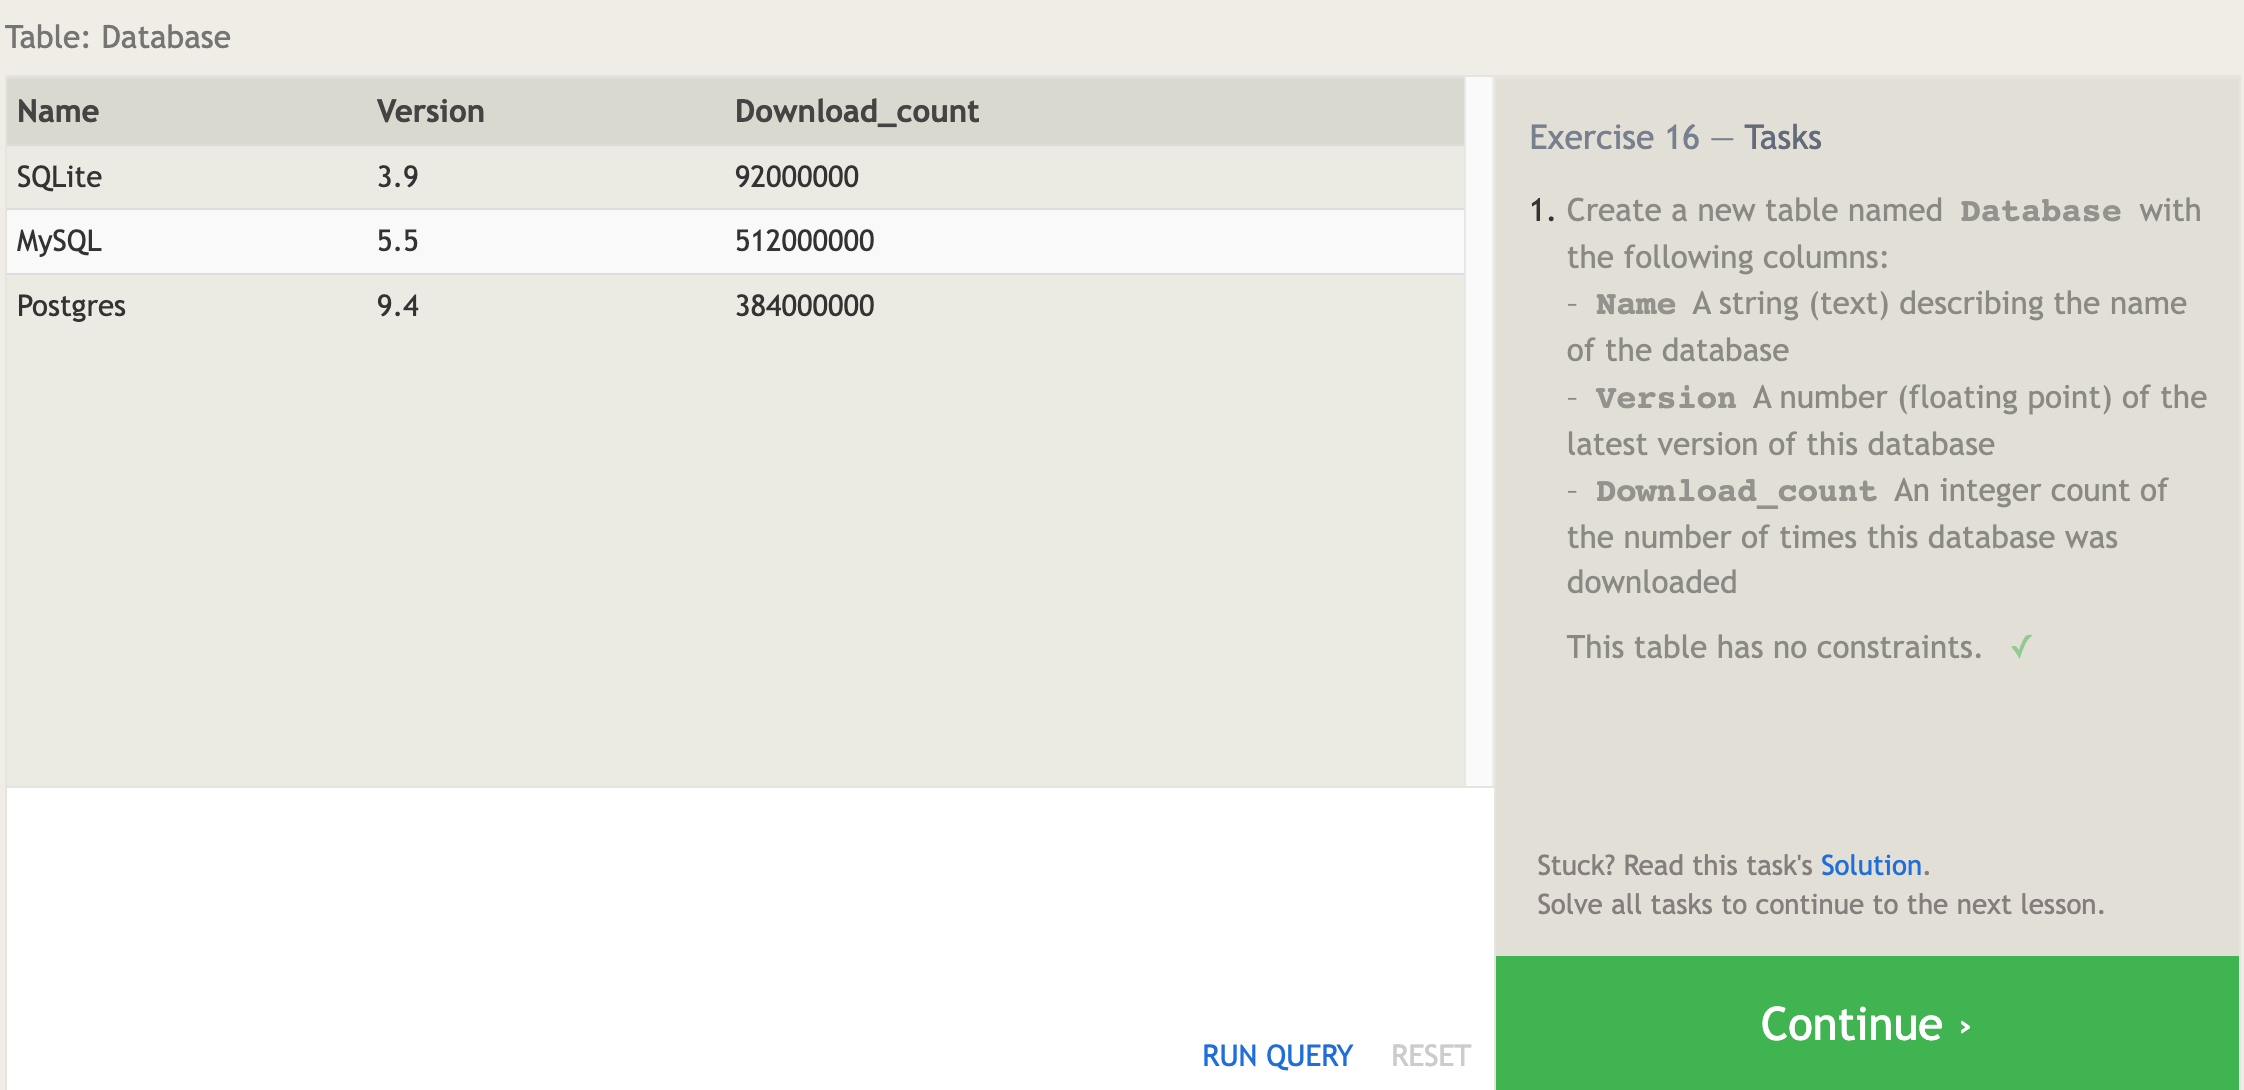 Table: Database
Name Version Download_count
SQLite 3.9 92000000
MySQL 5.5 512000000
Postgres 9.4 384000000
RUN QUERY RESET
Exercise 16 — Tasks
1. Create a new table named Database with
the following columns:
– Name A string (text) describing the name
of the database
– Version A number (floating point) of the
latest version of this database
– Download_count An integer count of
the number of times this database was
downloaded
This table has no constraints. ✓
Stuck? Read this task's Solution.
Solve all tasks to continue to the next lesson.
Continue ›